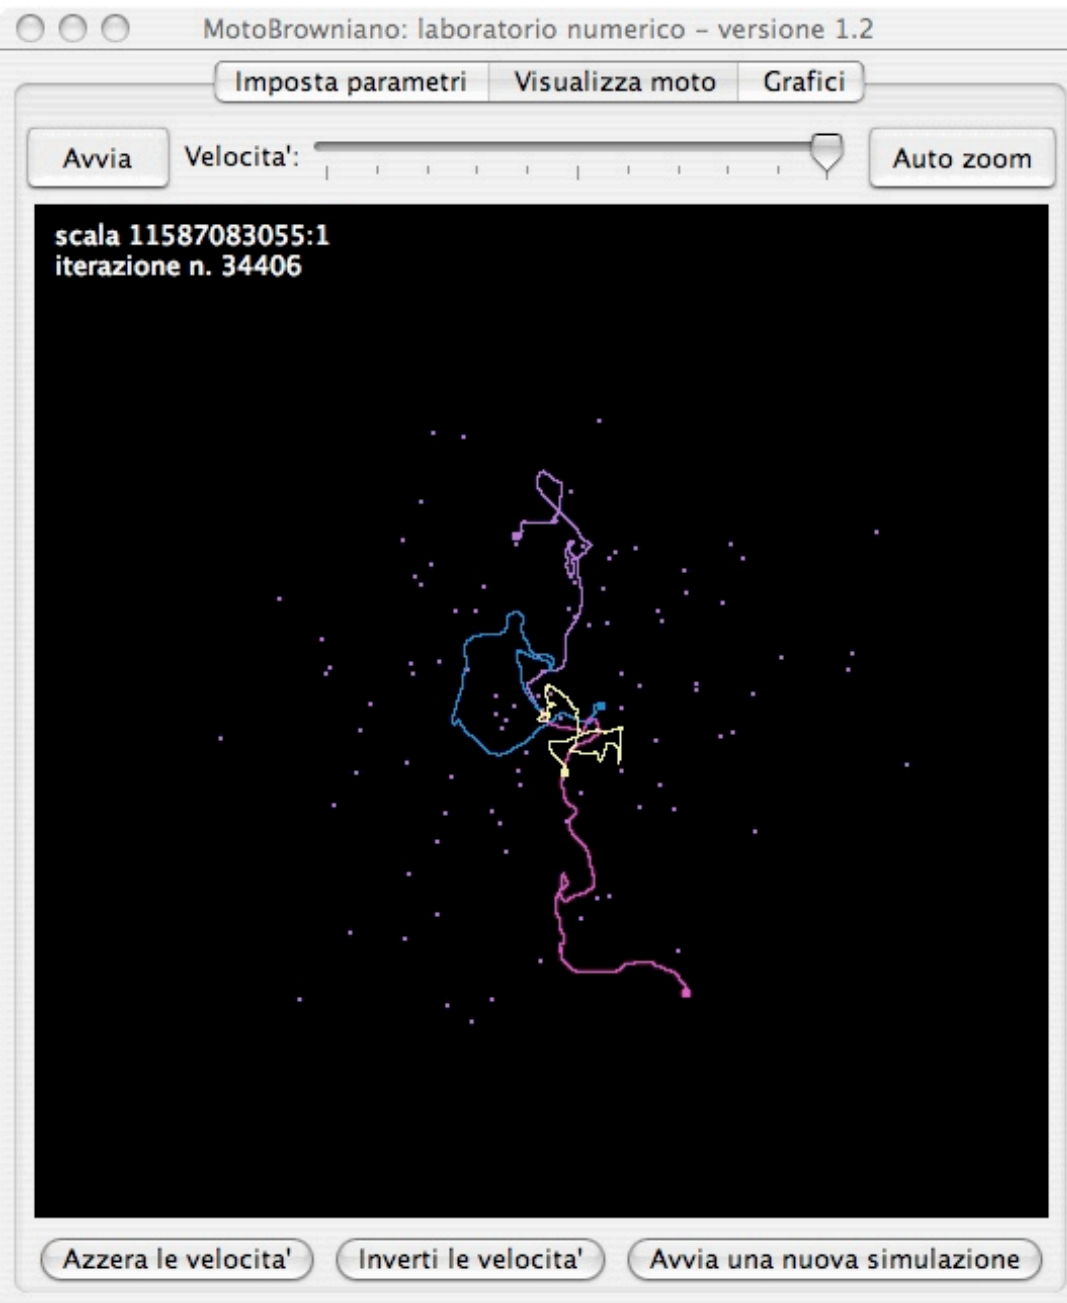 MotoBrowniano: laboratorio numerico – versione 1.2
Imposta parametri Visualizza moto Grafici
Avvia Velocita': Auto zoom
scala 11587083055:1
iterazione n. 34406
Azzera le velocita' Inverti le velocita' Avvia una nuova simulazione